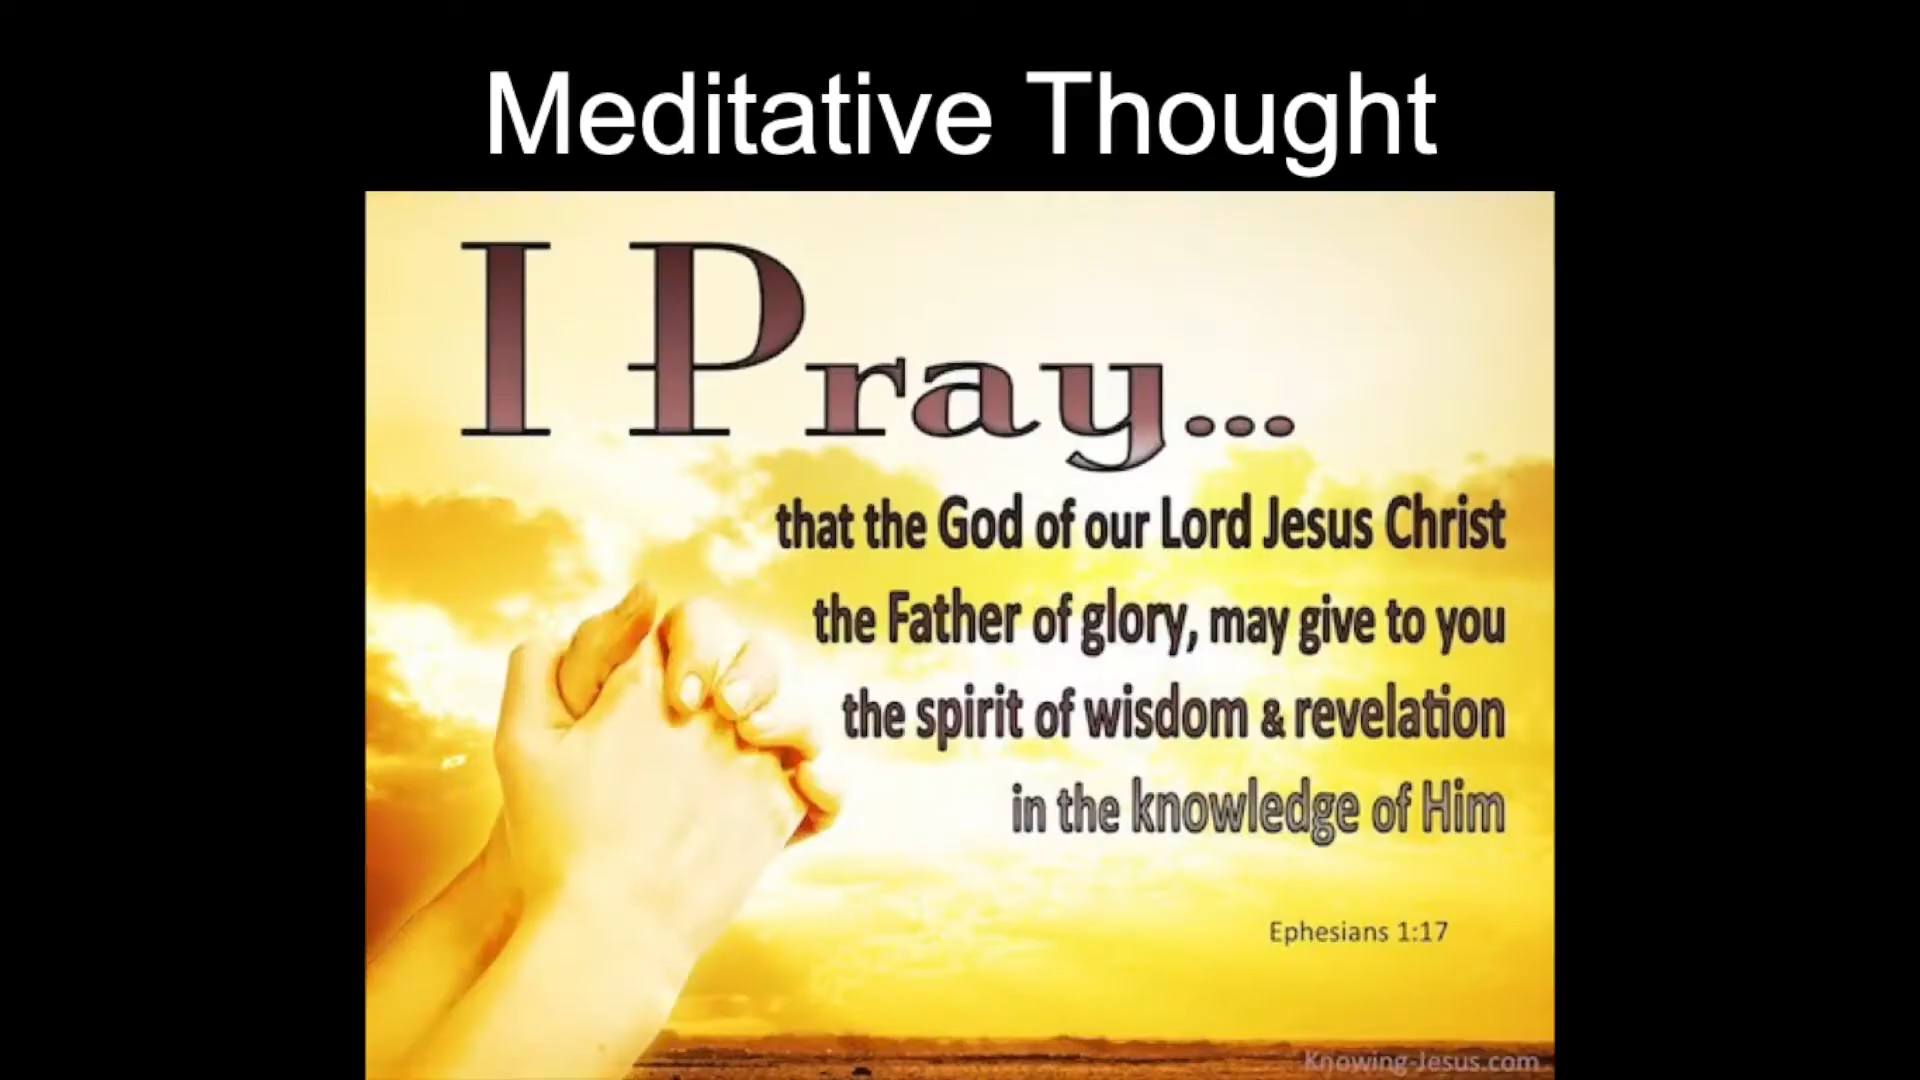 Meditative Thought
I Pray...
that the God of our Lord Jesus Christ
the Father of glory, may give to you
the spirit of wisdom & revelation
in the knowledge of Him
Ephesians 1:17
Knowing-Jesus.com